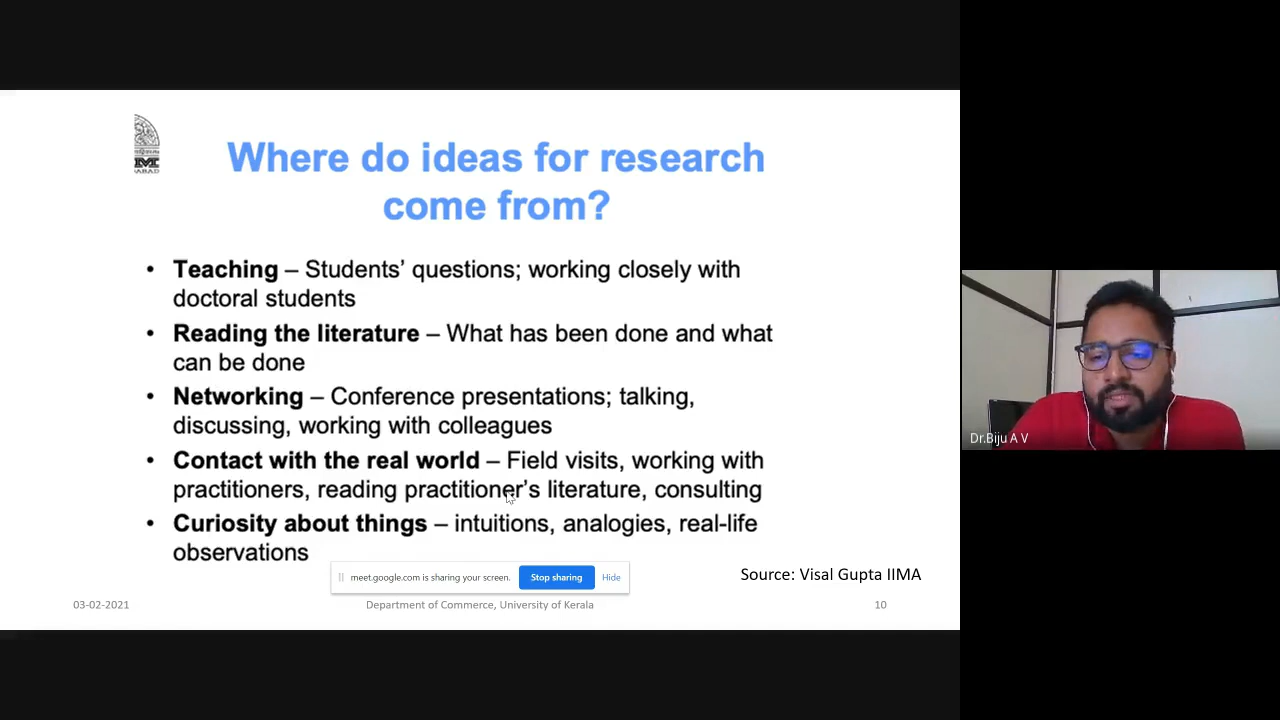 Where do ideas for research
come from?
• Teaching – Students' questions; working closely with
doctoral students
• Reading the literature – What has been done and what
can be done
• Networking – Conference presentations; talking,
discussing, working with colleagues
• Contact with the real world – Field visits, working with
practitioners, reading practitioner's literature, consulting
• Curiosity about things – intuitions, analogies, real-life
observations
meet.google.com is sharing your screen. Stop sharing Hide
Source: Visal Gupta IIMA
03-02-2021 Department of Commerce, University of Kerala 10
Dr.Biju A V